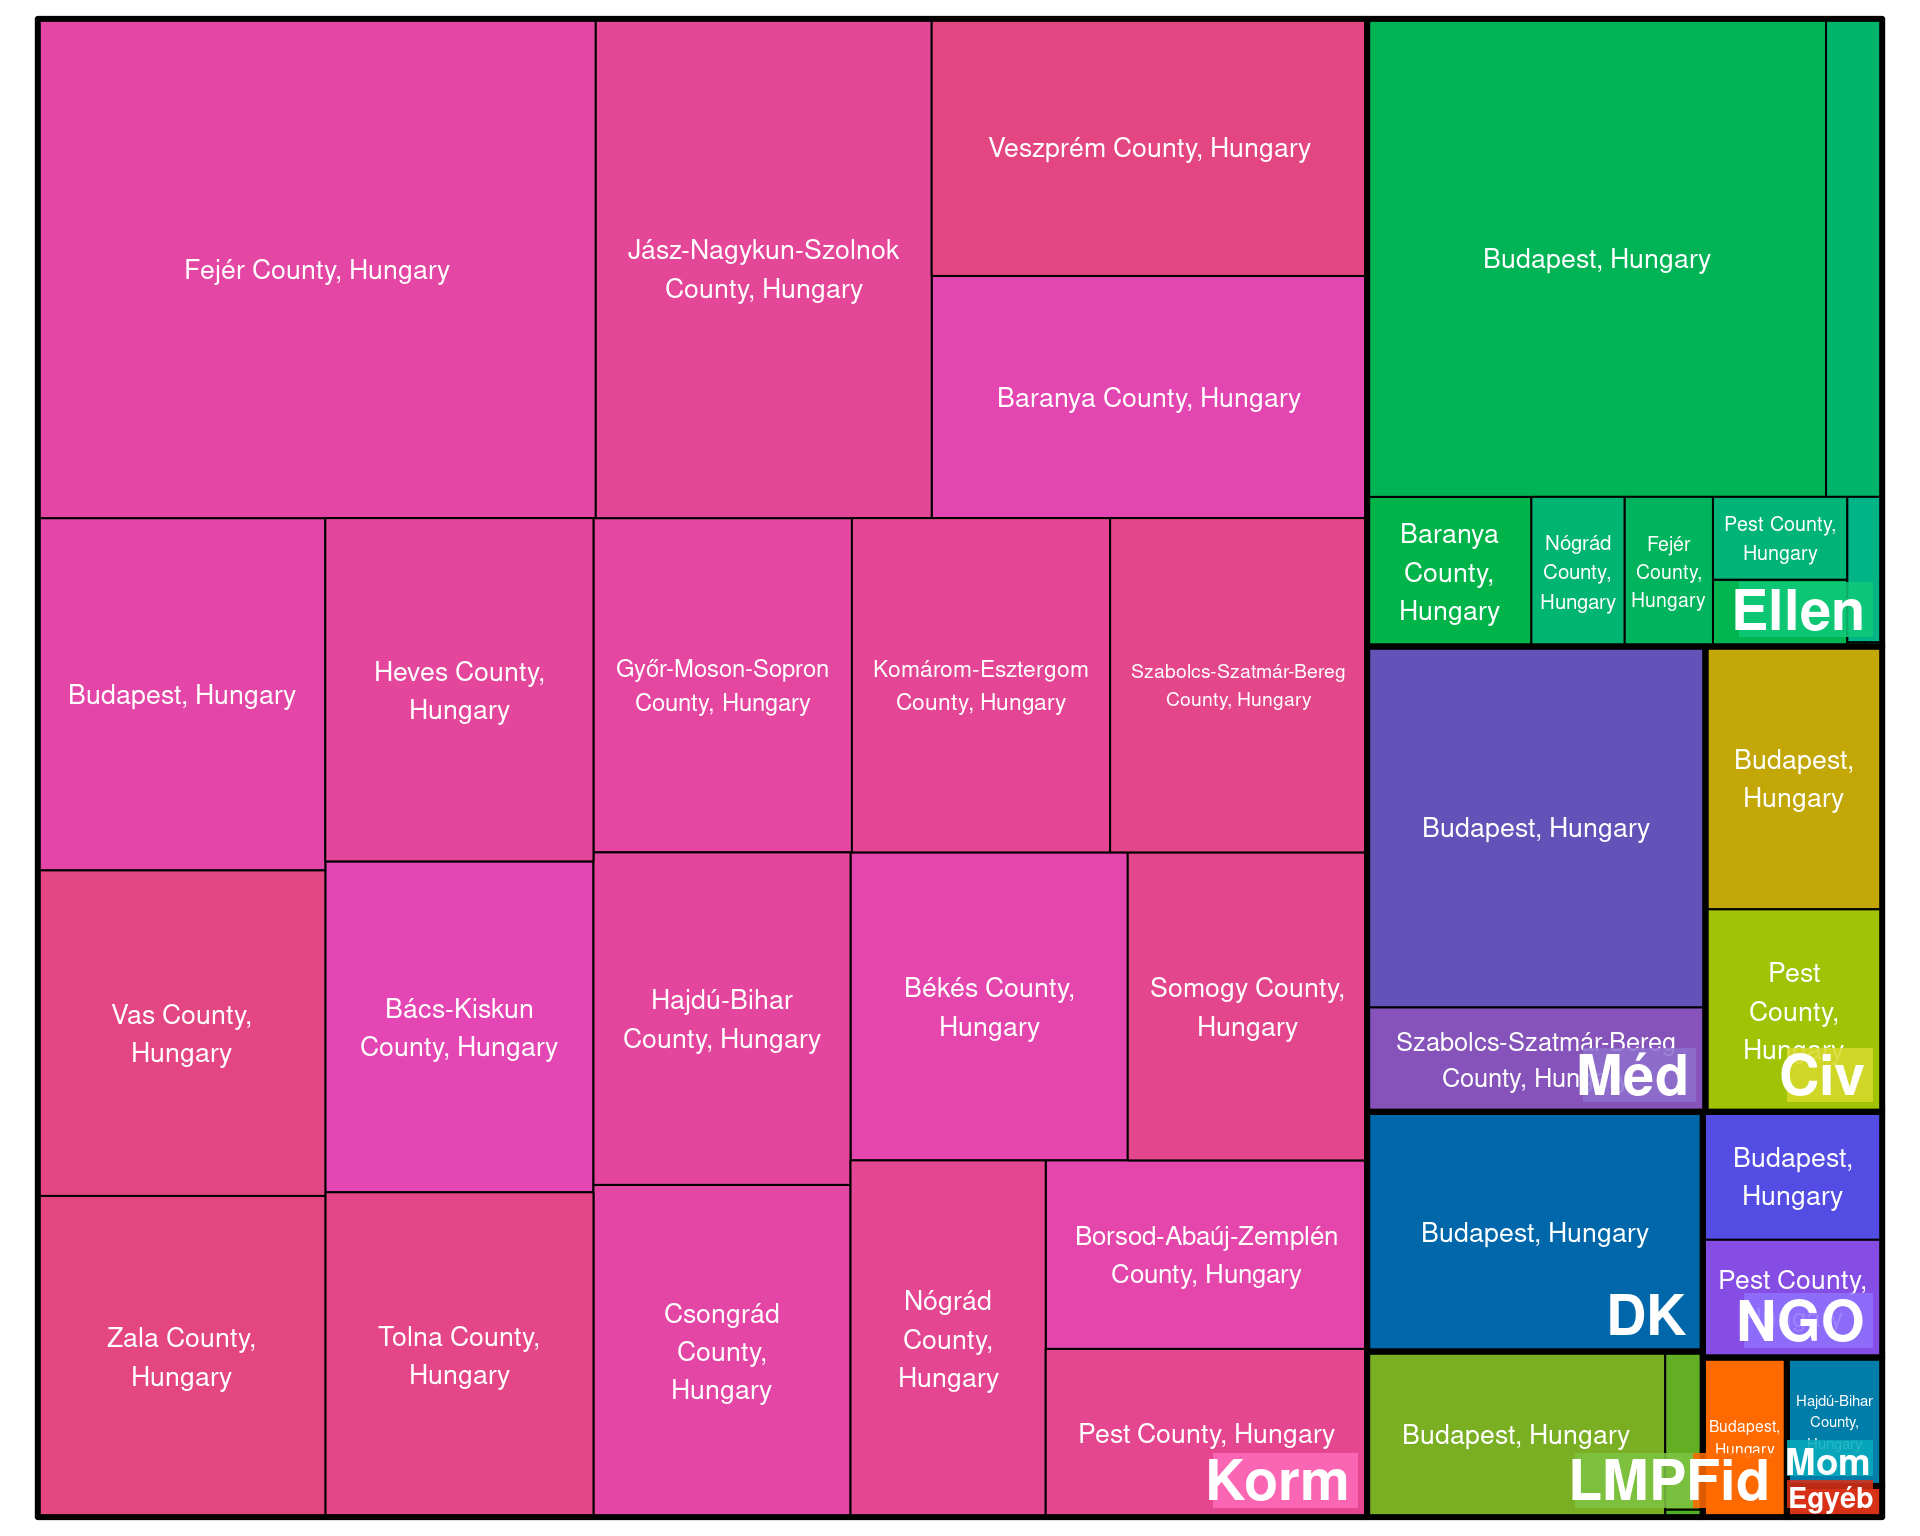 Fejér County, Hungary
Jász-Nagykun-Szolnok
County, Hungary
Veszprém County, Hungary
Baranya County, Hungary
Budapest, Hungary
Heves County,
Hungary
Győr-Moson-Sopron
County, Hungary
Komárom-Esztergom
County, Hungary
Szabolcs-Szatmár-Bereg
County, Hungary
Vas County,
Hungary
Bács-Kiskun
County, Hungary
Hajdú-Bihar
County, Hungary
Békés County,
Hungary
Somogy County,
Hungary
Zala County,
Hungary
Tolna County,
Hungary
Csongrád
County,
Hungary
Nógrád
County,
Hungary
Borsod-Abaúj-Zemplén
County, Hungary
Pest County, Hungary
Korm
Budapest, Hungary
Baranya
County,
Hungary
Nógrád
County,
Hungary
Fejér
County,
Hungary
Pest County,
Hungary
Ellen
Budapest, Hungary
Szabolcs-Szatmár-Bereg
County, Hungary
Méd
Budapest,
Hungary
Pest
County,
Hungary
Civ
Budapest, Hungary
DK
Budapest,
Hungary
Pest County,
Hungary
NGO
Budapest, Hungary
LMP
Budapest,
Hungary
Fid
Hajdú-Bihar
County,
Hungary
Mom
Egyéb